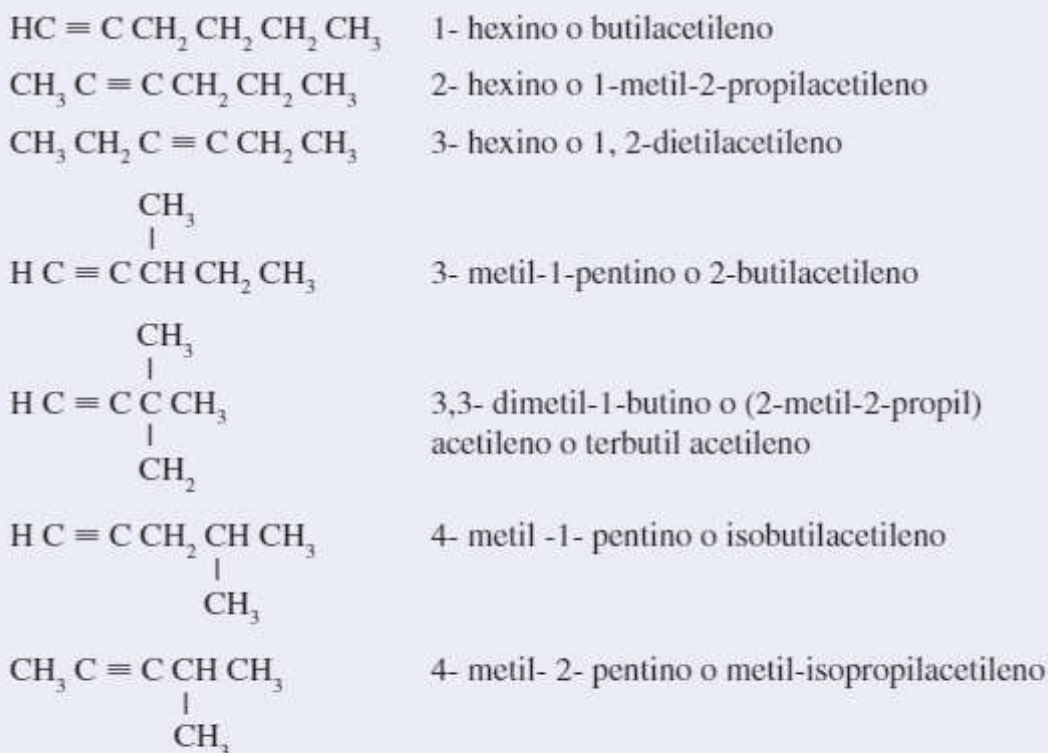 HC ≡ C CH₂ CH₂ CH₂ CH₃ 1- hexino o butilacetileno
CH₃ C ≡ C CH₂ CH₂ CH₃ 2- hexino o 1-metil-2-propilacetileno
CH₃ CH₂ C ≡ C CH₂ CH₃ 3- hexino o 1, 2-dietilacetileno
CH₃
|
H C ≡ C CH CH₂ CH₃ 3- metil-1-pentino o 2-butilacetileno
CH₃
|
H C ≡ C C CH₃ 3,3- dimetil-1-butino o (2-metil-2-propil)
| acetileno o terbutil acetileno
CH₂
H C ≡ C CH₂ CH CH₃ 4- metil -1- pentino o isobutilacetileno
|
CH₃
CH₃ C ≡ C CH CH₃ 4- metil- 2- pentino o metil-isopropilacetileno
|
CH₃